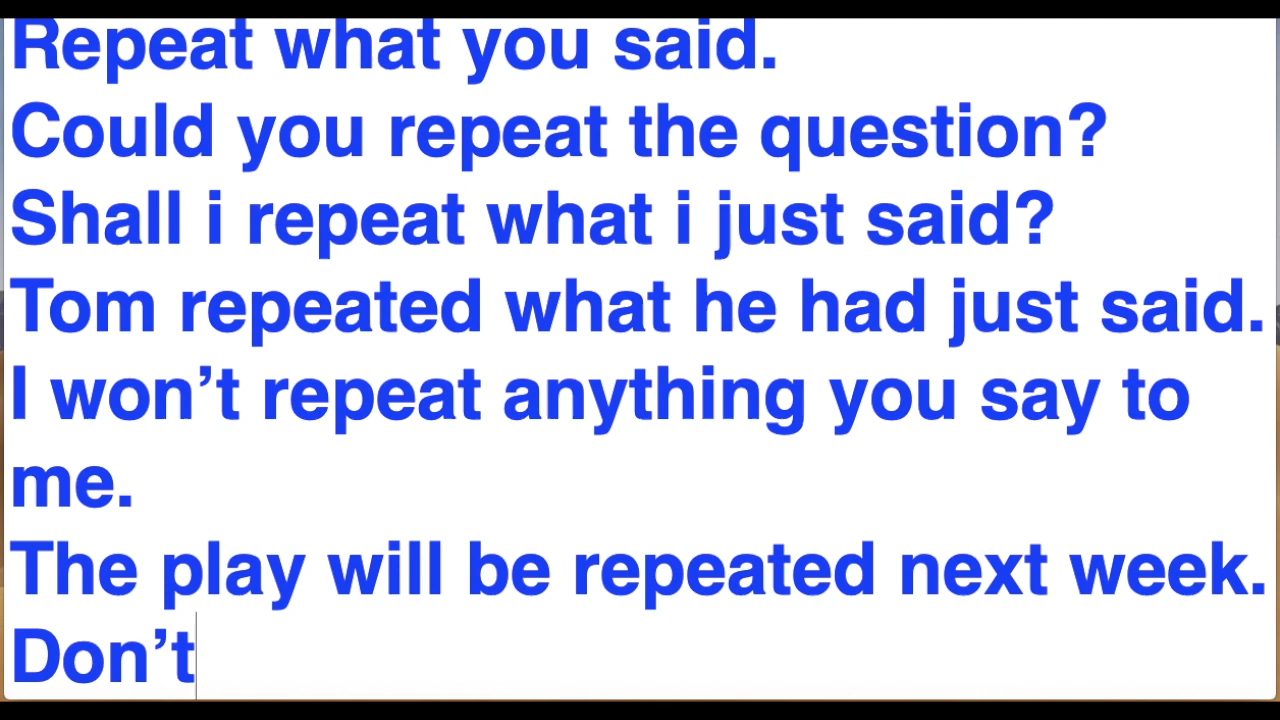 Repeat what you said.
Could you repeat the question?
Shall i repeat what i just said?
Tom repeated what he had just said.
I won’t repeat anything you say to
me.
The play will be repeated next week.
Don’t